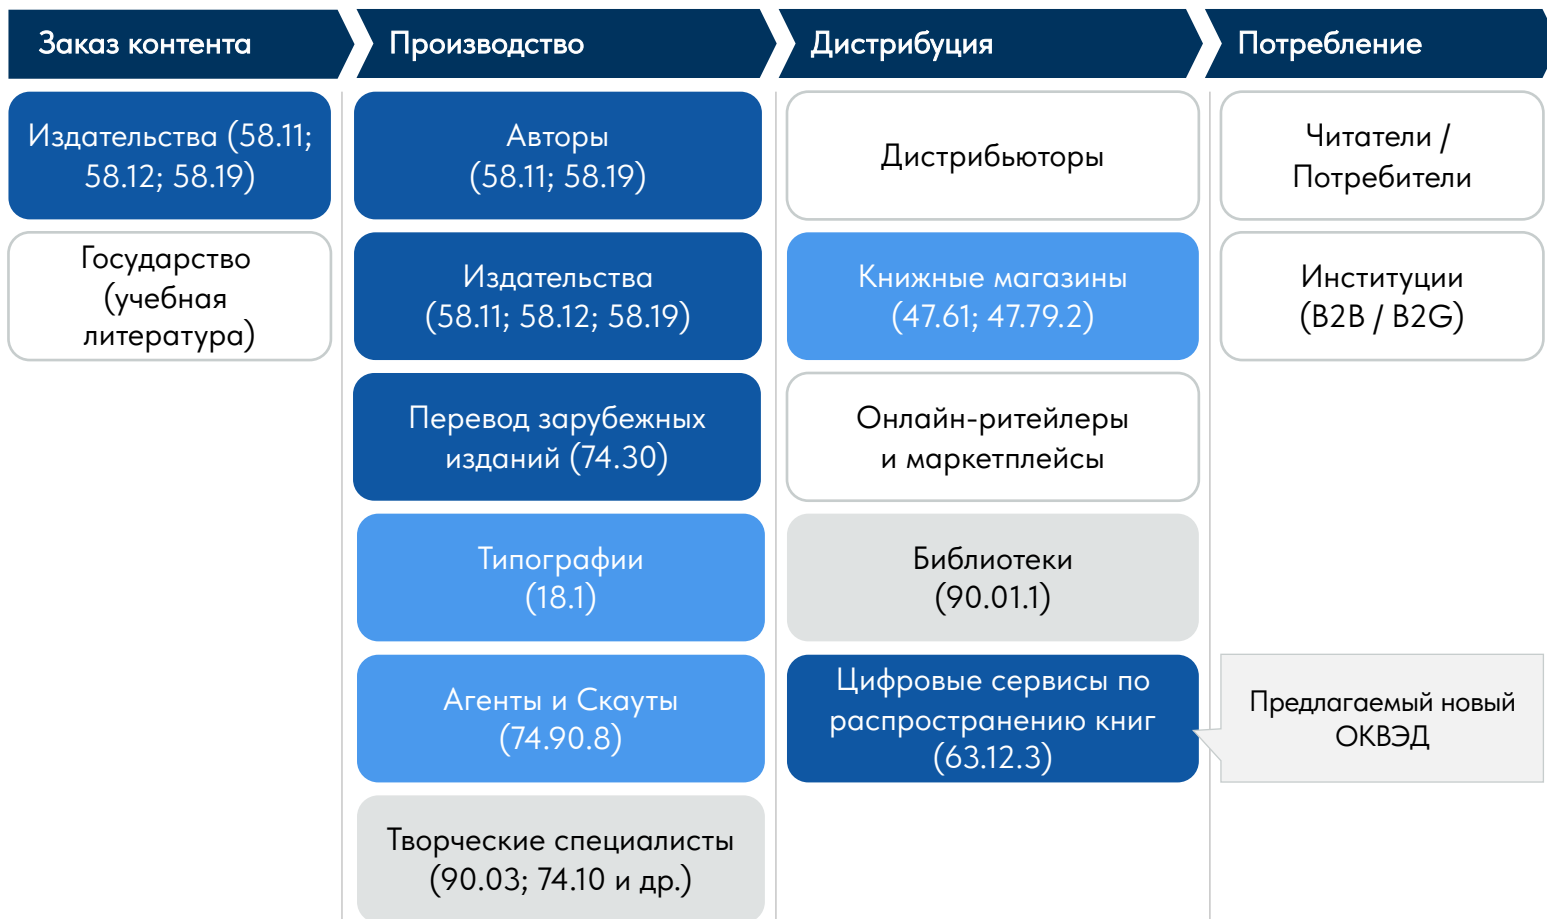 Заказ контента
Производство
Дистрибуция
Потребление
Издательства (58.11;
58.12; 58.19)
Государство
(учебная
литература)
Авторы
(58.11; 58.19)
Издательства
(58.11; 58.12; 58.19)
Перевод зарубежных
изданий (74.30)
Типографии
(18.1)
Агенты и Скауты
(74.90.8)
Творческие специалисты
(90.03; 74.10 и др.)
Дистрибьюторы
Книжные магазины
(47.61; 47.79.2)
Онлайн-ритейлеры
и маркетплейсы
Библиотеки
(90.01.1)
Цифровые сервисы по
распространению книг
(63.12.3)
Читатели /
Потребители
Институции
(B2B / B2G)
Предлагаемый новый
ОКВЭД